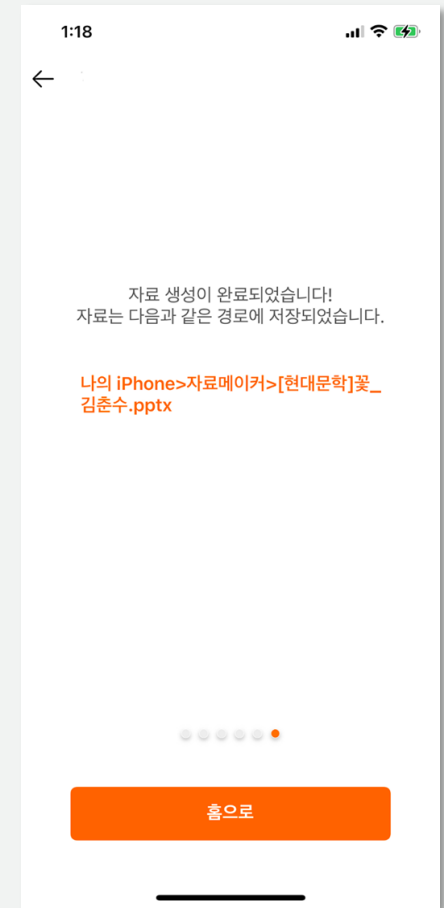 1:18
자료 생성이 완료되었습니다!
자료는 다음과 같은 경로에 저장되었습니다.
나의 iPhone>자료메이커>[현대문학]꽃_
김춘수.pptx
홈으로